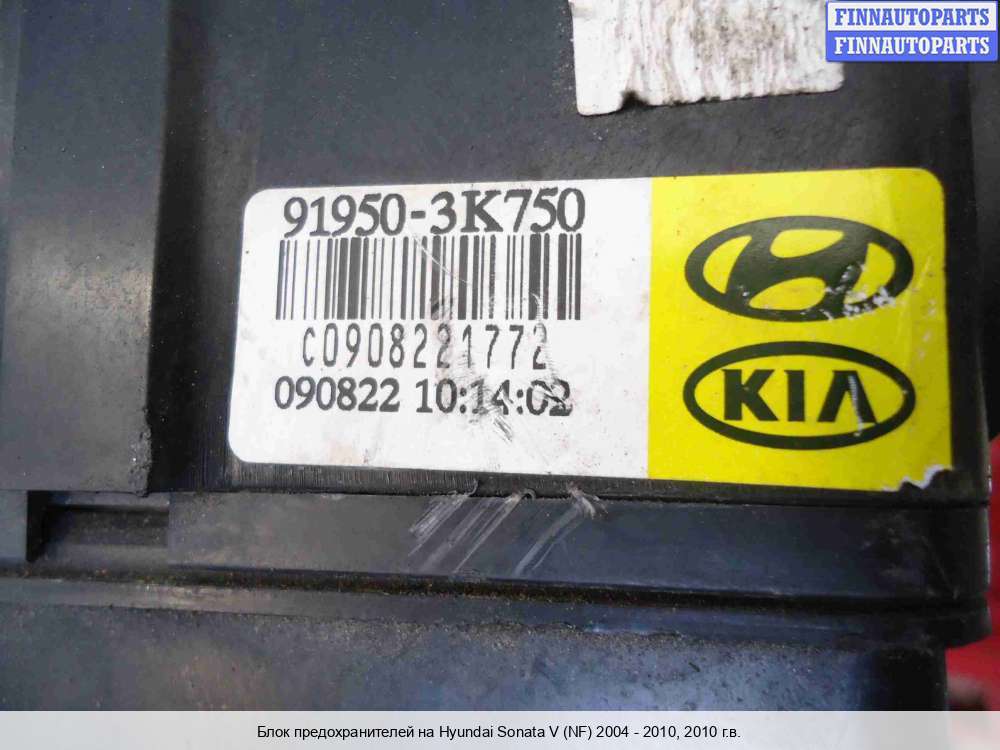 FINNAUTOPARTS
FINNAUTOPARTS
91950-3K750
C0908221772
090822 10:14:02
KIA
Блок предохранителей на Hyundai Sonata V (NF) 2004 - 2010, 2010 г.в.